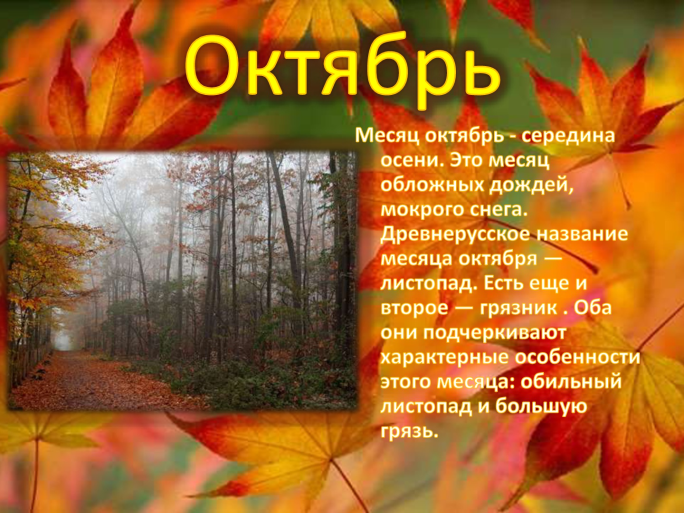 Октябрь
Месяц октябрь - середина
осени. Это месяц
обложных дождей,
мокрого снега.
Древнерусское название
месяца октября —
листопад. Есть еще и
второе — грязник . Оба
они подчеркивают
характерные особенности
этого месяца: обильный
листопад и большую
грязь.